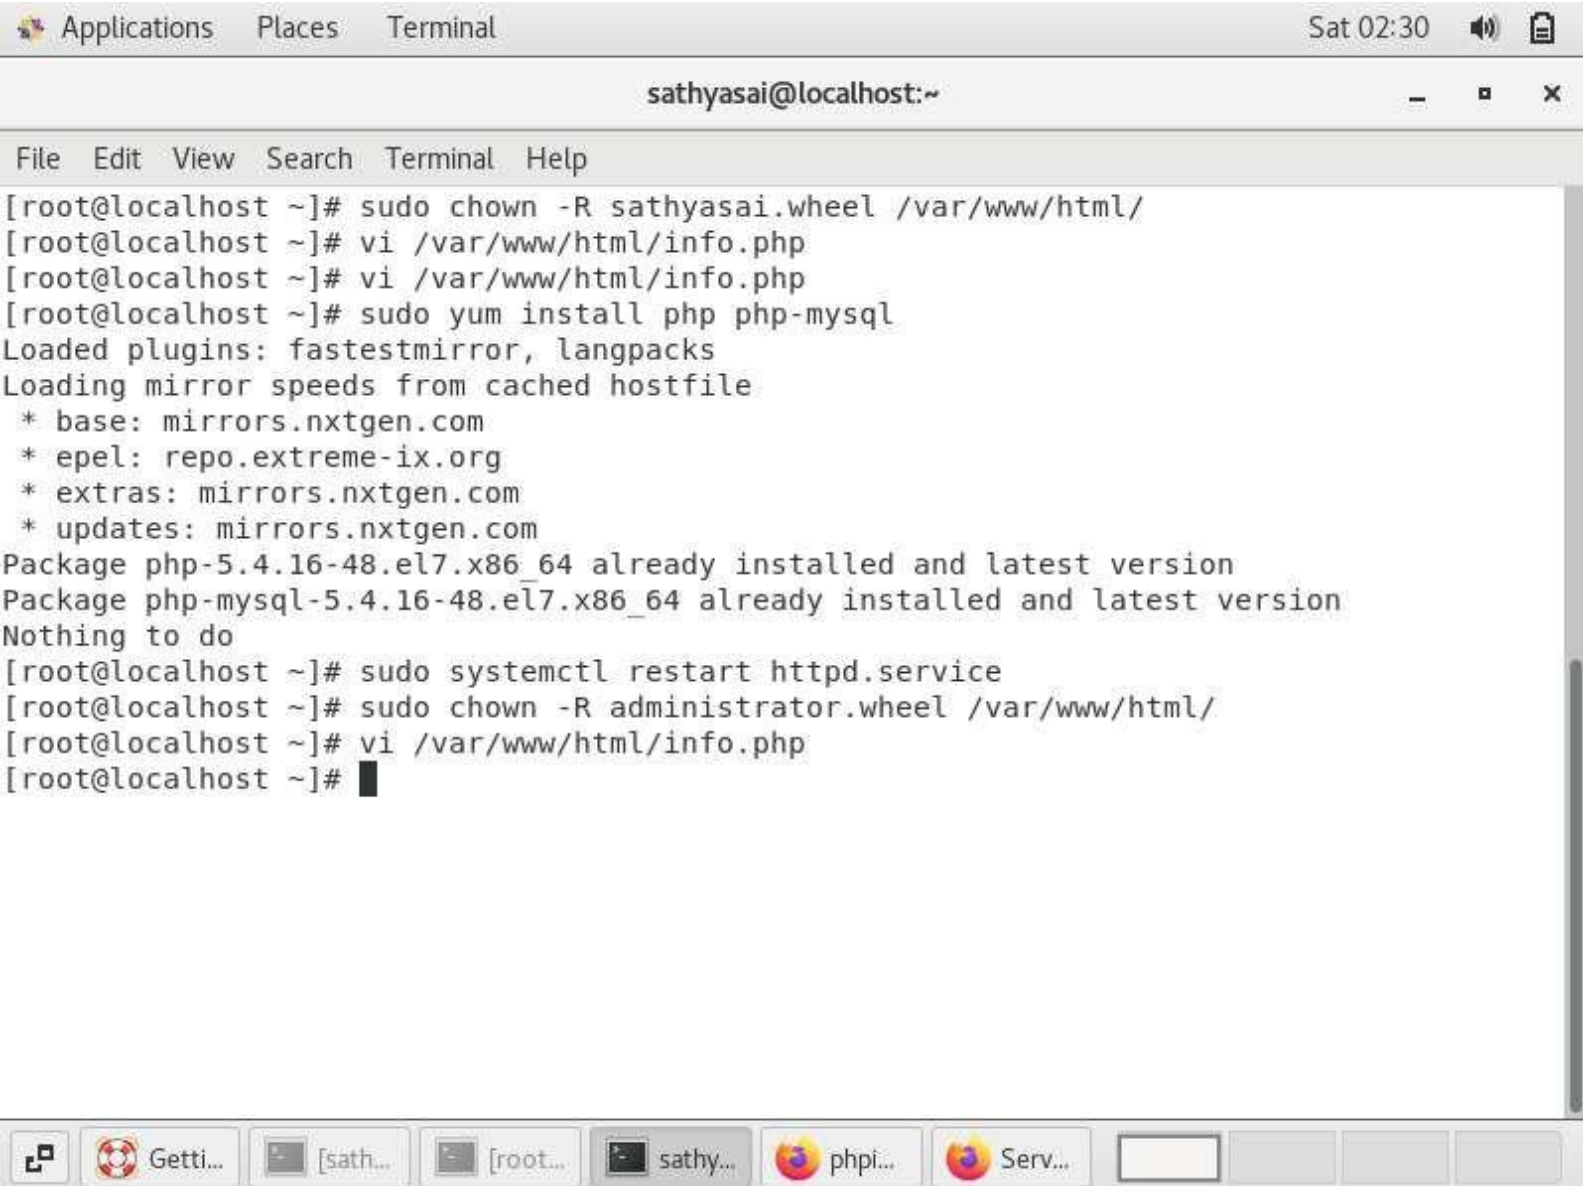 Applications Places Terminal Sat 02:30
sathyasai@localhost:~
File Edit View Search Terminal Help
[root@localhost ~]# sudo chown -R sathyasai.wheel /var/www/html/
[root@localhost ~]# vi /var/www/html/info.php
[root@localhost ~]# vi /var/www/html/info.php
[root@localhost ~]# sudo yum install php php-mysql
Loaded plugins: fastestmirror, langpacks
Loading mirror speeds from cached hostfile
 * base: mirrors.nxtgen.com
 * epel: repo.extreme-ix.org
 * extras: mirrors.nxtgen.com
 * updates: mirrors.nxtgen.com
Package php-5.4.16-48.el7.x86_64 already installed and latest version
Package php-mysql-5.4.16-48.el7.x86_64 already installed and latest version
Nothing to do
[root@localhost ~]# sudo systemctl restart httpd.service
[root@localhost ~]# sudo chown -R administrator.wheel /var/www/html/
[root@localhost ~]# vi /var/www/html/info.php
[root@localhost ~]#
Getti... [sath... [root... sathy... phpi... Serv...